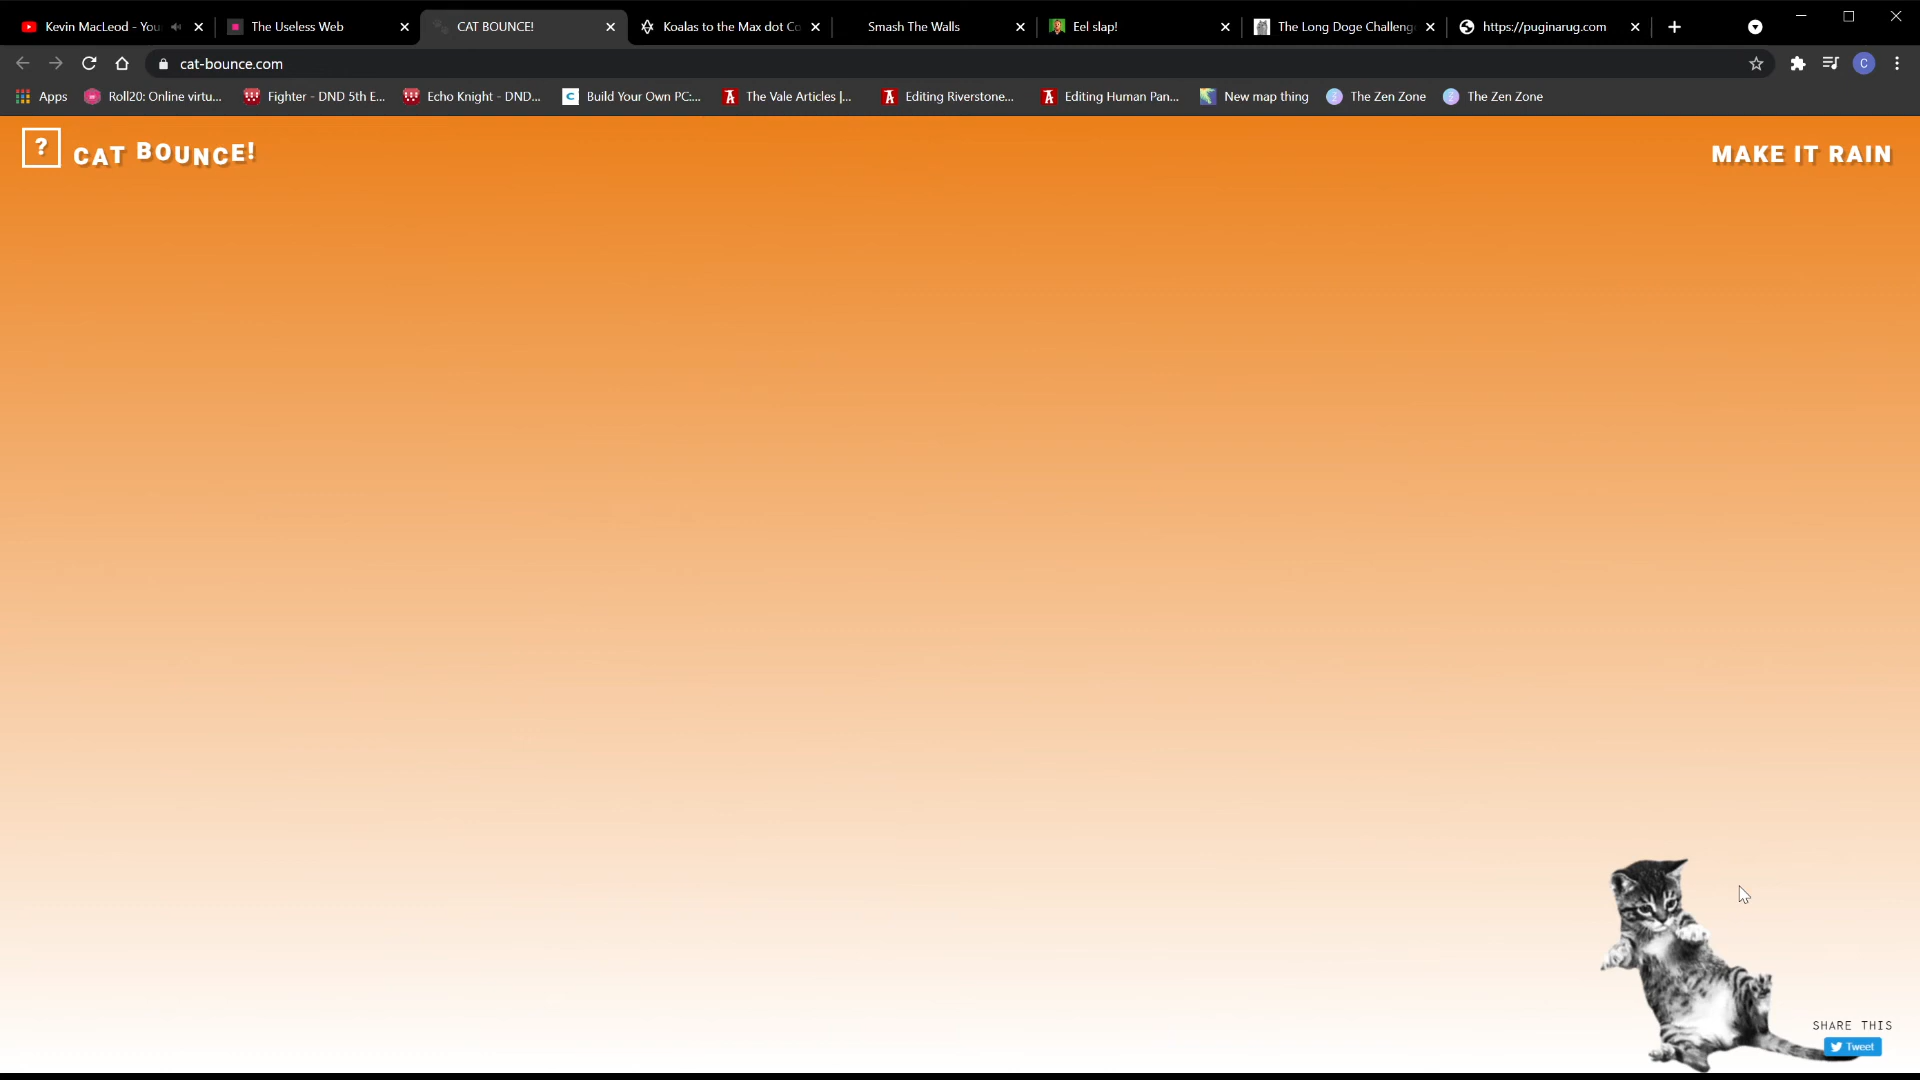 Kevin MacLeod - You
The Useless Web
CAT BOUNCE!
Koalas to the Max dot Co
Smash The Walls
Eel slap!
The Long Doge Challeng
https://puginarug.com
cat-bounce.com
C
Apps
Roll20: Online virtu...
Fighter - DND 5th E...
Echo Knight - DND...
Build Your Own PC:...
The Vale Articles |...
Editing Riverstone...
Editing Human Pan...
New map thing
The Zen Zone
The Zen Zone
?
CAT BOUNCE!
MAKE IT RAIN
SHARE THIS
Tweet